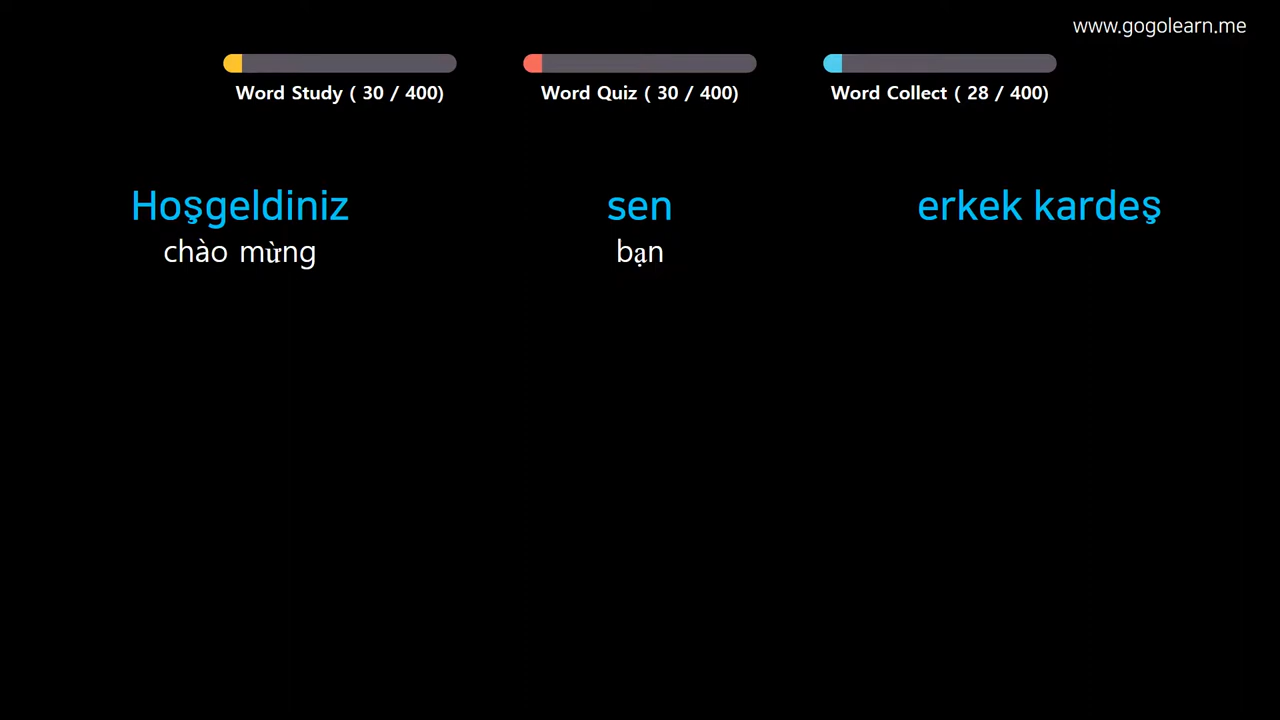 www.gogolearn.me
Word Study ( 30 / 400)
Word Quiz ( 30 / 400)
Word Collect ( 28 / 400)
Hoşgeldiniz
chào mừng
sen
bạn
erkek kardeş